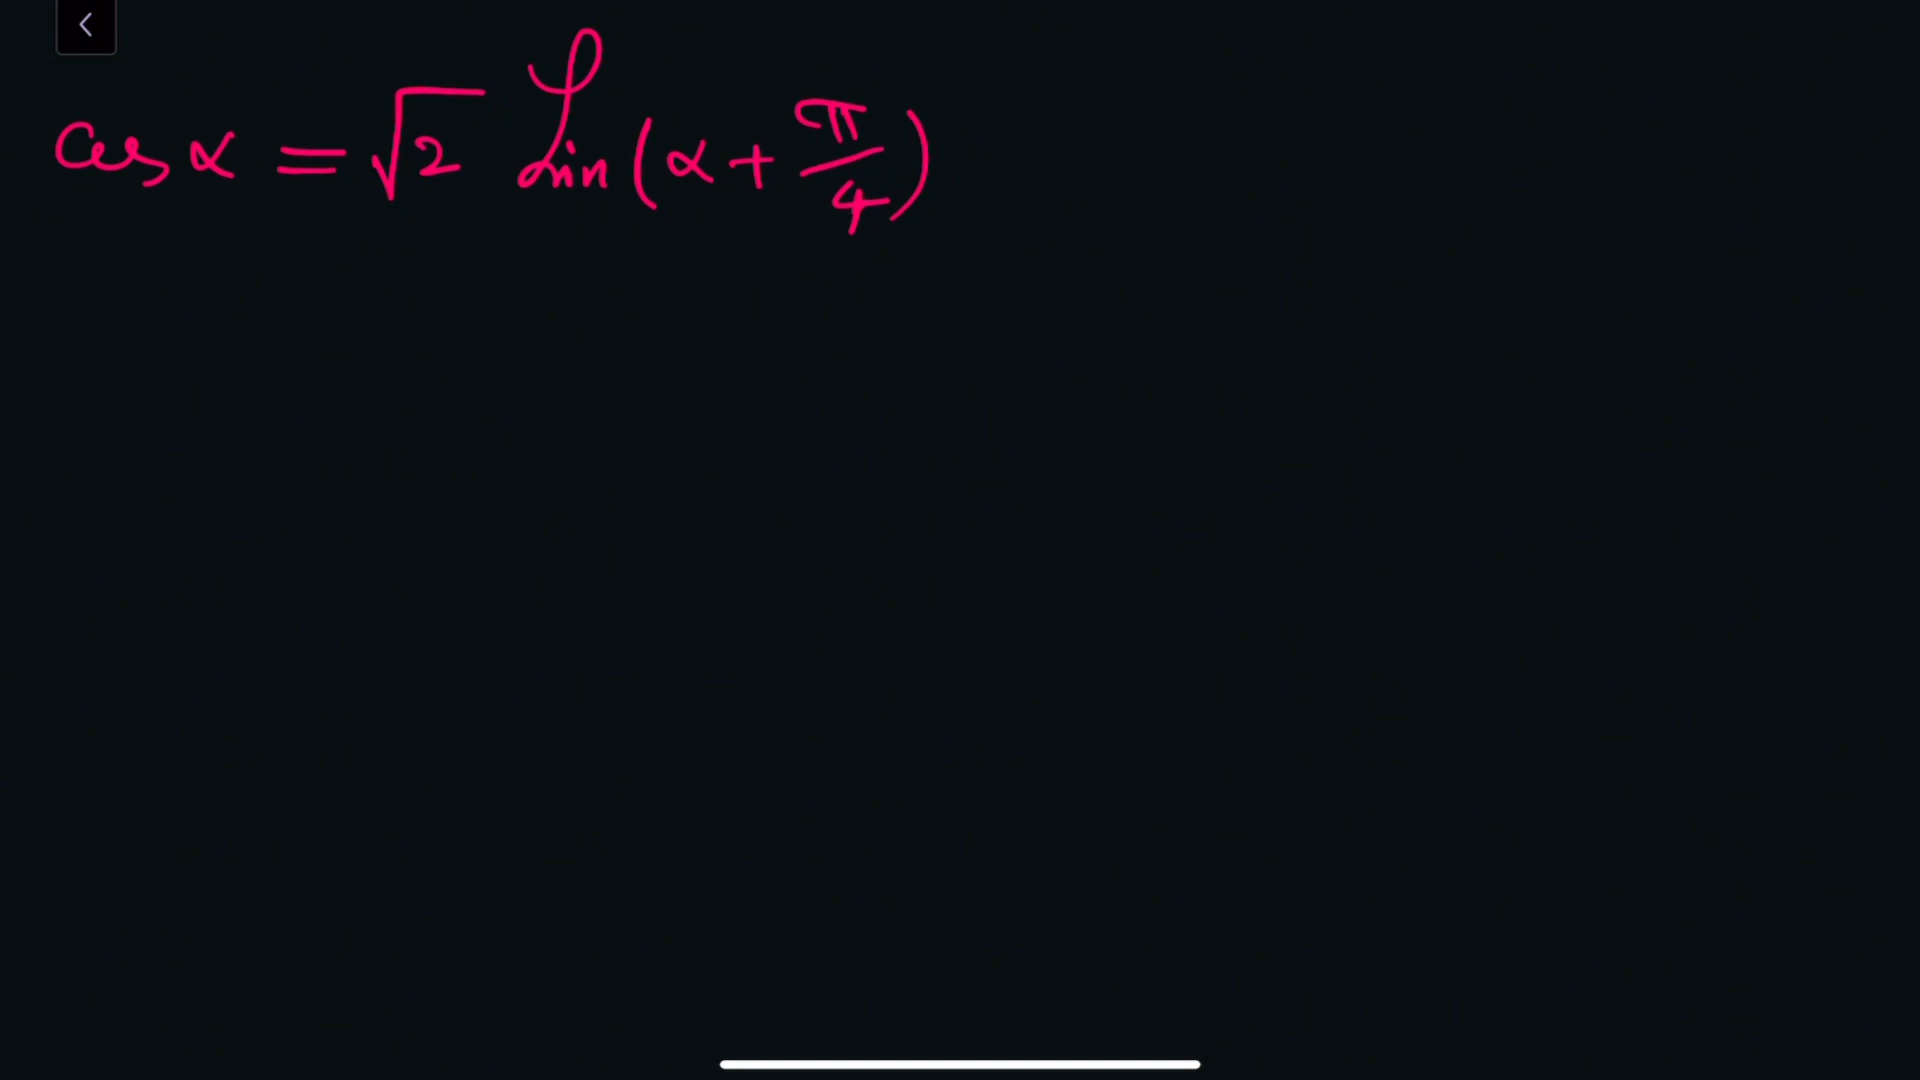 cos α = √2 sin(α + π/4)